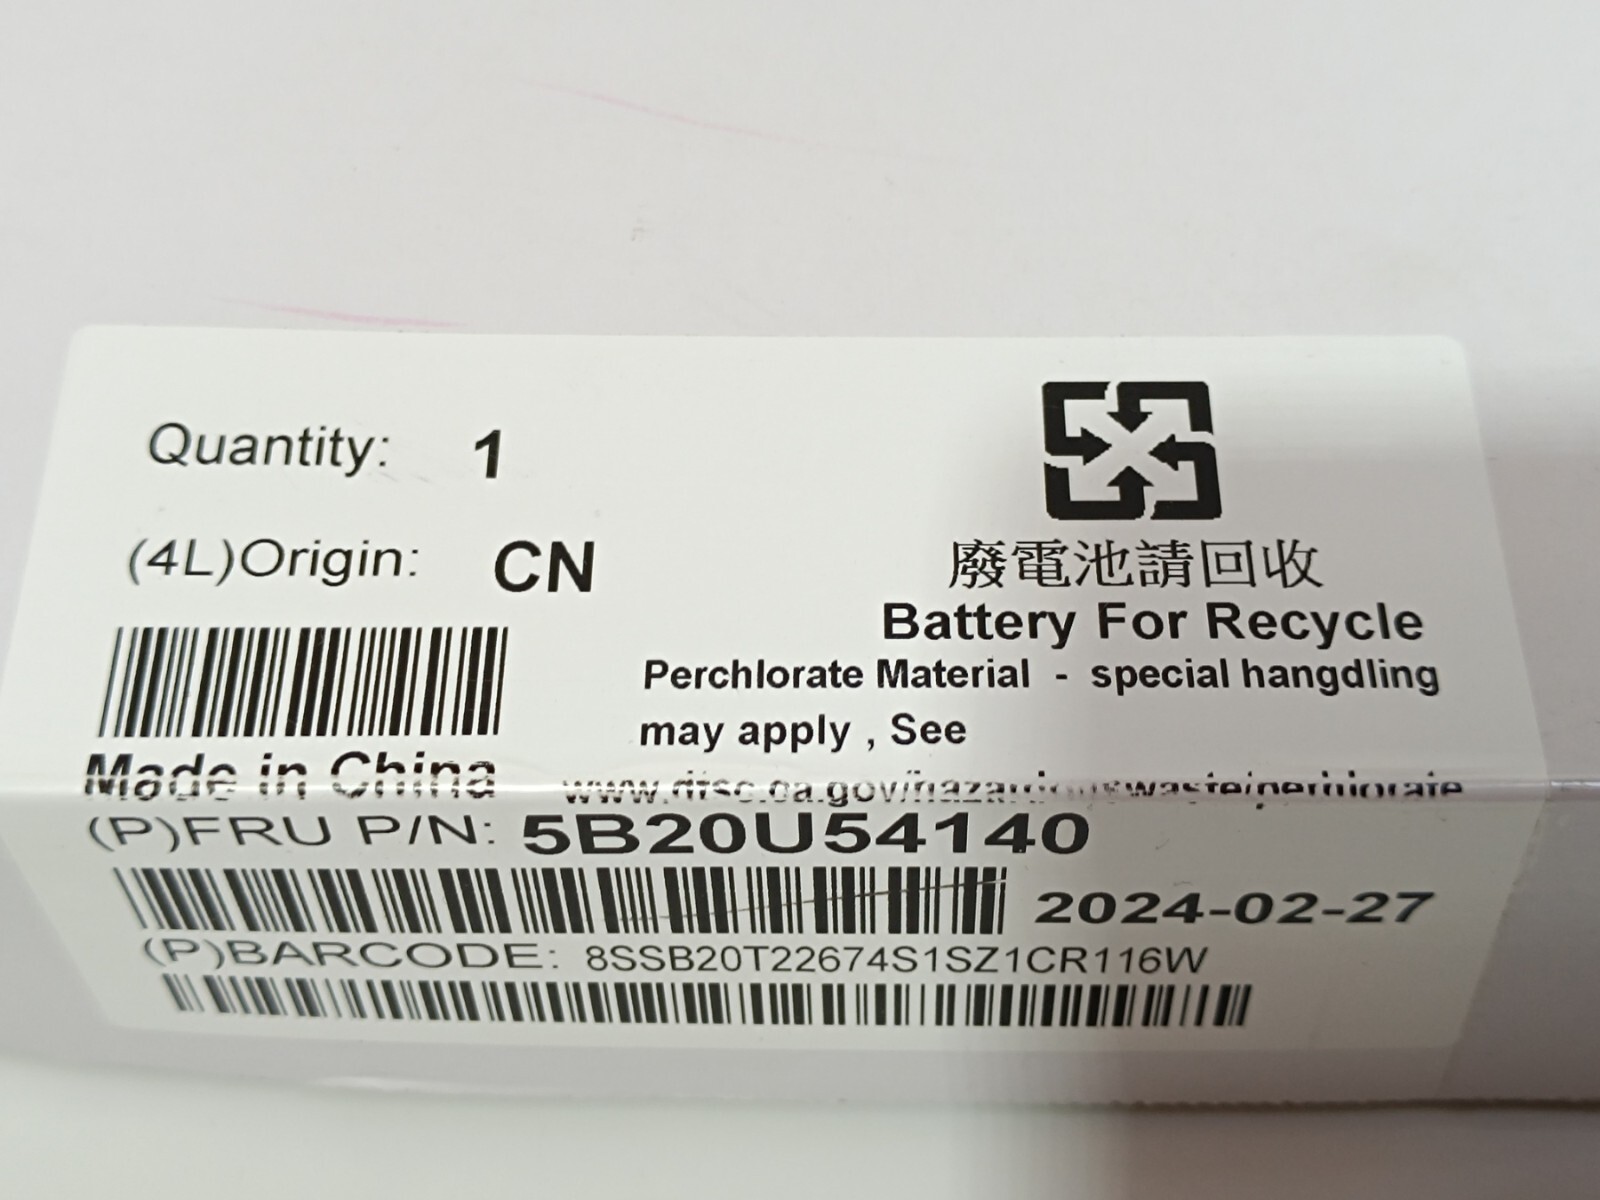 Quantity: 1
(4L)Origin: CN
廢電池請回收
Battery For Recycle
Perchlorate Material - special hangdling
may apply , See
Made in China
(P)FRU P/N: 5B20U54140
2024-02-27
(P)BARCODE: 8SSB20T22674S1SZ1CR116W